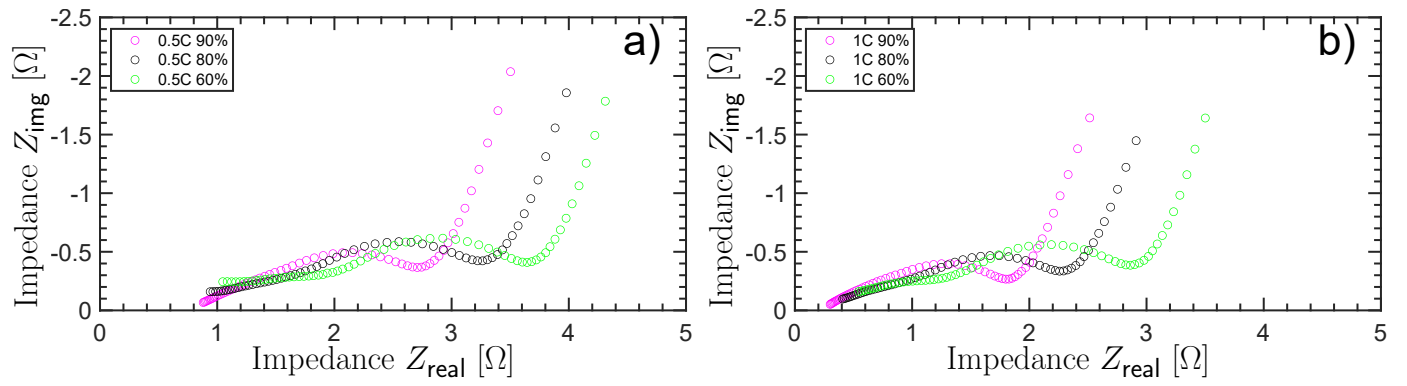 -2.5
-2
-1.5
-1
-0.5
0
0 1 2 3 4 5
Impedance Z_img [Ω]
Impedance Z_real [Ω]
0.5C 90%
0.5C 80%
0.5C 60%
a)
-2.5
-2
-1.5
-1
-0.5
0
0 1 2 3 4 5
Impedance Z_img [Ω]
Impedance Z_real [Ω]
1C 90%
1C 80%
1C 60%
b)